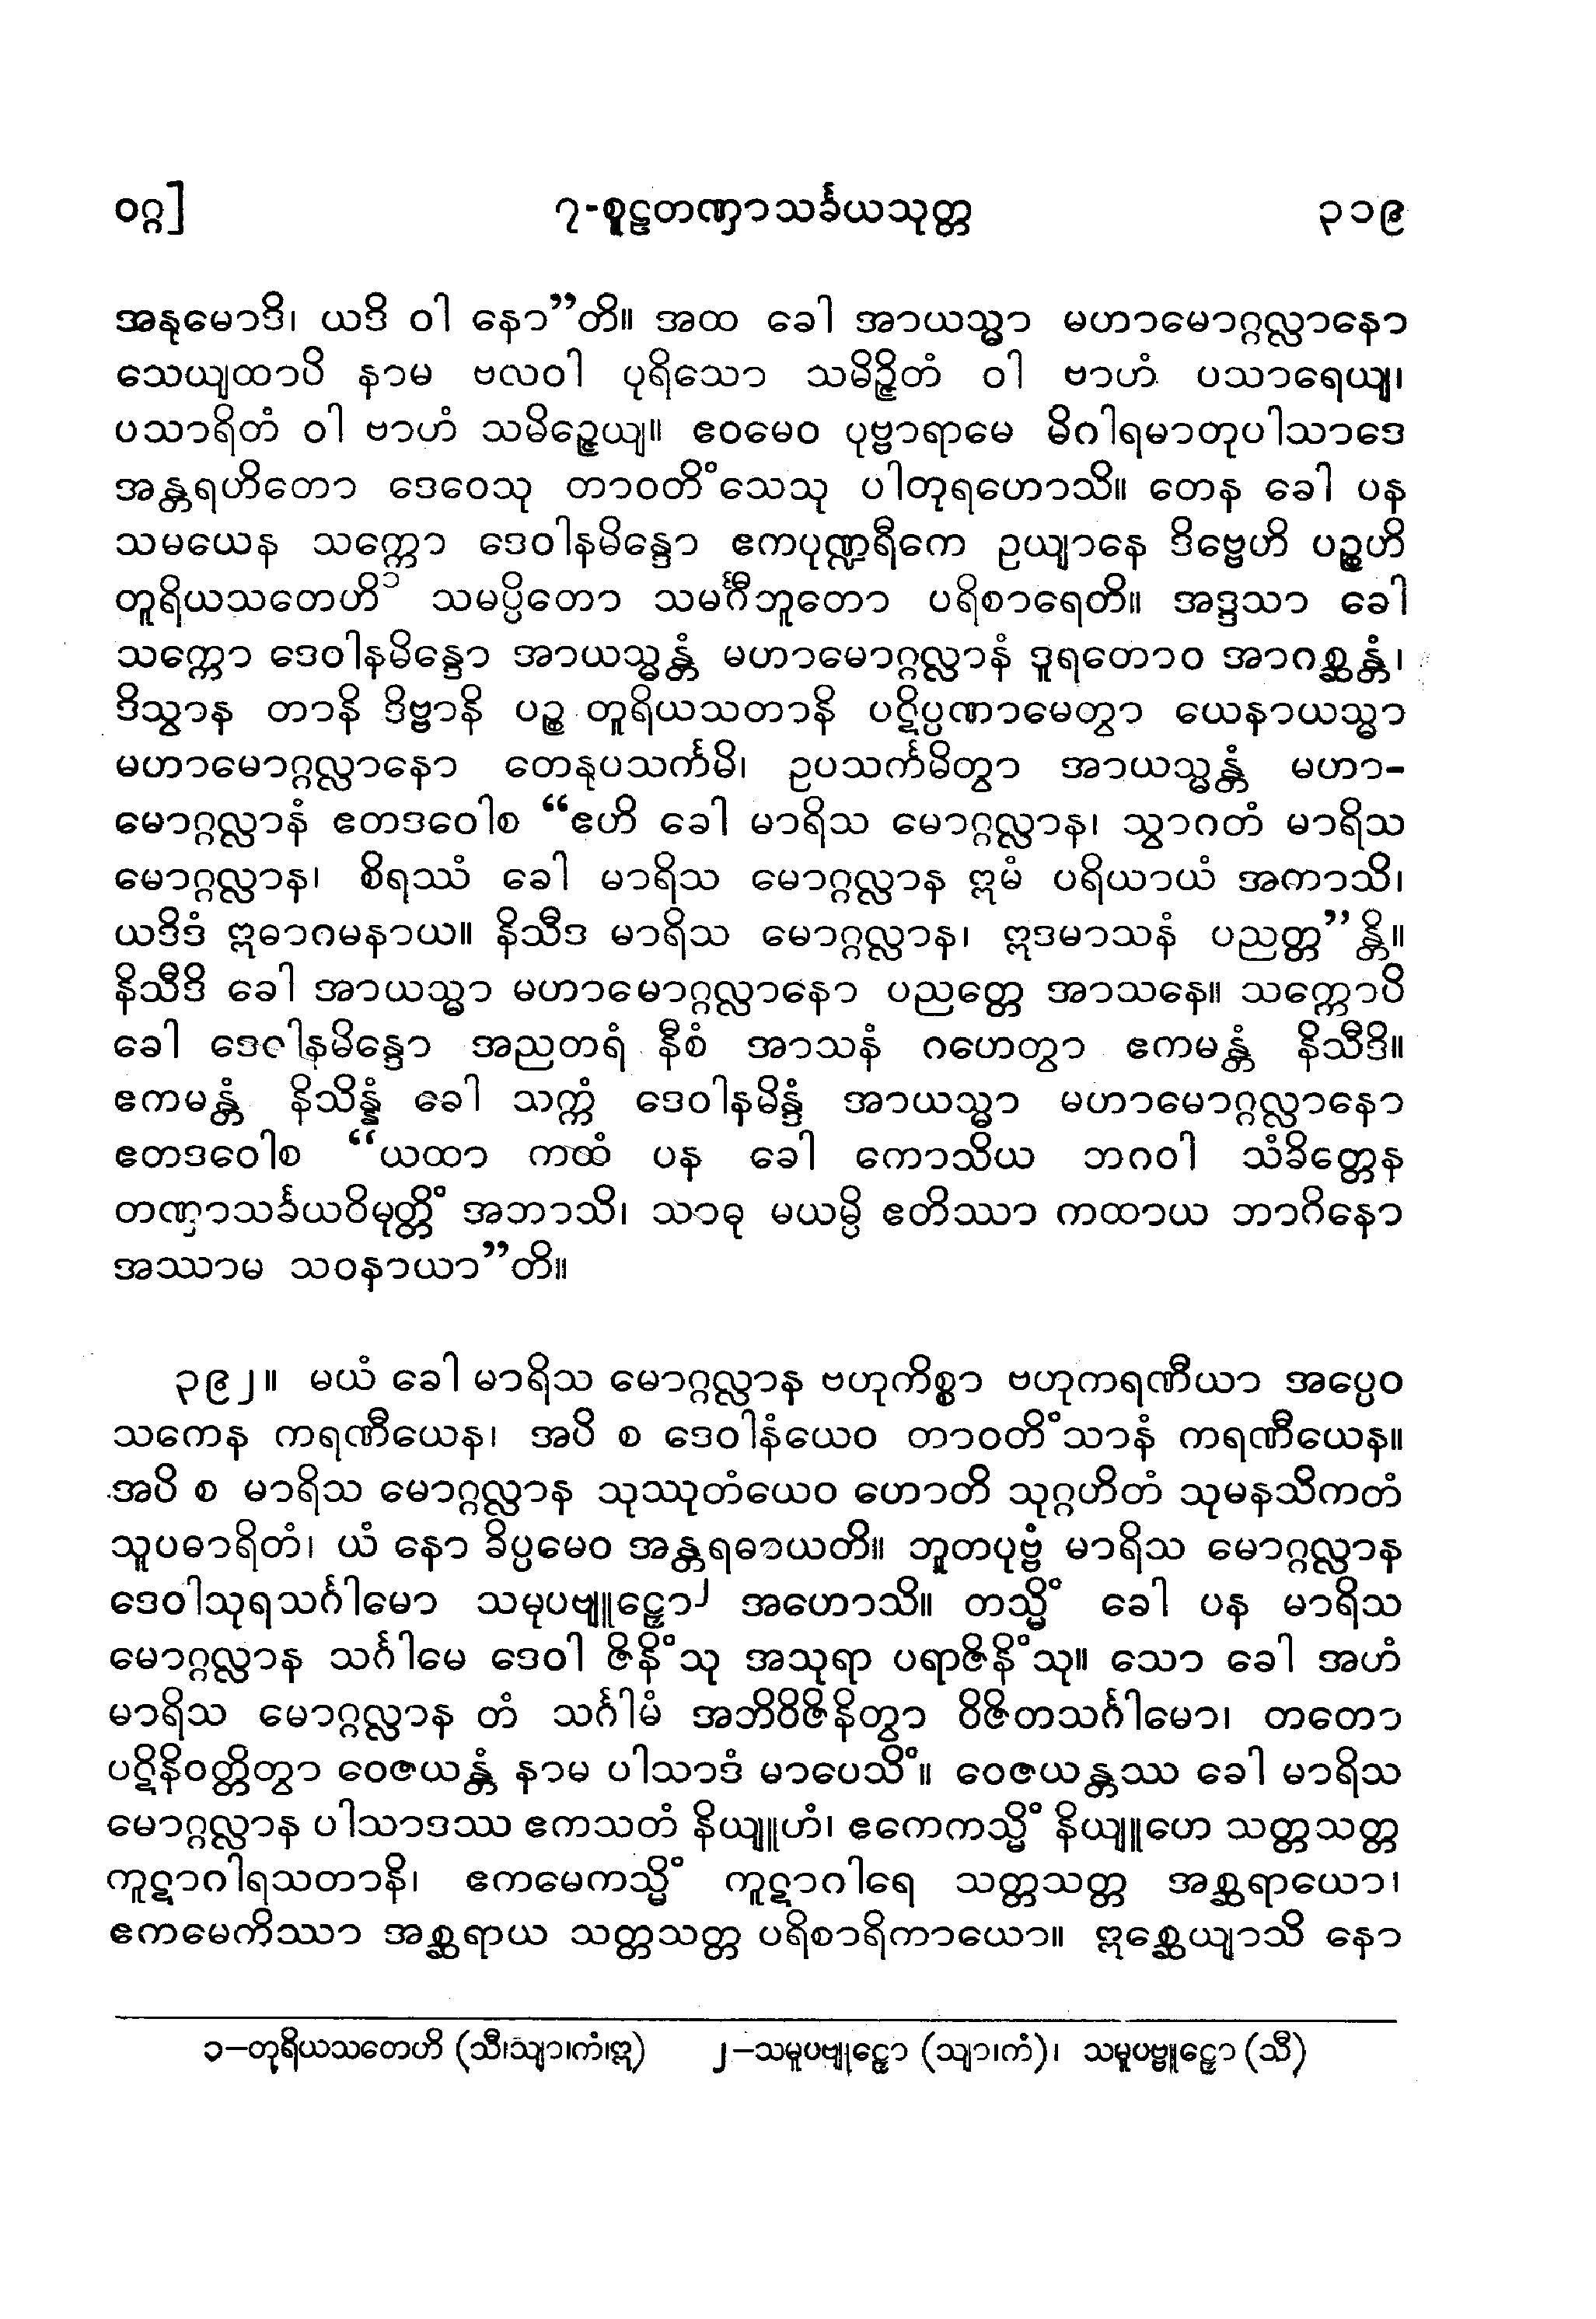 ဝဂ္ဂ] ၇-စူဠတဏှာသင်္ခယသုတ္တ ၃၁၉
အနုမောဒိ၊ ယဒိ ဝါ နော”တိ။ အထ ခေါ အာယသ္မာ မဟာမောဂ္ဂလ္လာနော
သေယျထာပိ နာမ ဗလဝါ ပုရိသော သမိဉ္ဇိတံ ဝါ ဗာဟံ ပသာရေယျ၊
ပသာရိတံ ဝါ ဗာဟံ သမိဉ္ဇေယျ။ ဧဝမေဝ ပုဗ္ဗာရာမေ မိဂါရမာတုပါသာဒေ
အန္တရဟိတော ဒေဝေသု တာဝတိံသေသု ပါတုရဟောသိ။ တေန ခေါ ပန
သမယေန သက္ကော ဒေဝါနမိန္ဒော ဧကပုဏ္ဍရီကေ ဥယျာနေ ဒိဗ္ဗေဟိ ပဉ္စဟိ
တူရိယသတေဟိ၁ သမပ္ပိတော သမင်္ဂီဘူတော ပရိစာရေတိ။ အဒ္ဒသာ ခေါ
သက္ကော ဒေဝါနမိန္ဒော အာယသ္မန္တံ မဟာမောဂ္ဂလ္လာနံ ဒူရတောဝ အာဂစ္ဆန္တံ၊
ဒိသွာန တာနိ ဒိဗ္ဗာနိ ပဉ္စ တူရိယသတာနိ ပဋိပ္ပဏာမေတွာ ယေနာယသ္မာ
မဟာမောဂ္ဂလ္လာနော တေနုပသင်္ကမိ၊ ဥပသင်္ကမိတွာ အာယသ္မန္တံ မဟာ-
မောဂ္ဂလ္လာနံ ဧတဒဝေါစ “ဧဟိ ခေါ မာရိသ မောဂ္ဂလ္လာန၊ သွာဂတံ မာရိသ
မောဂ္ဂလ္လာန၊ စိရဿံ ခေါ မာရိသ မောဂ္ဂလ္လာန ဣမံ ပရိယာယံ အကာသိ၊
ယဒိဒံ ဣဓာဂမနာယ။ နိသီဒ မာရိသ မောဂ္ဂလ္လာန၊ ဣဒမာသနံ ပညတ္တ”န္တိ။
နိသီဒိ ခေါ အာယသ္မာ မဟာမောဂ္ဂလ္လာနော ပညတ္တေ အာသနေ။ သက္ကောပိ
ခေါ ဒေဝါနမိန္ဒော အညတရံ နီစံ အာသနံ ဂဟေတွာ ဧကမန္တံ နိသီဒိ။
ဧကမန္တံ နိသိန္နံ ခေါ သက္ကံ ဒေဝါနမိန္ဒံ အာယသ္မာ မဟာမောဂ္ဂလ္လာနော
ဧတဒဝေါစ “ယထာ ကထံ ပန ခေါ ကောသိယ ဘဂဝါ သံခိတ္တေန
တဏှာသင်္ခယဝိမုတ္တိံ အဘာသိ၊ သာဓု မယမ္ပိ ဧတိဿာ ကထာယ ဘာဂိနော
အဿာမ သဝနာယာ”တိ။
၃၉၂။ မယံ ခေါ မာရိသ မောဂ္ဂလ္လာန ဗဟုကိစ္စာ ဗဟုကရဏီယာ အပ္ပေဝ
သကေန ကရဏီယေန၊ အပိ စ ဒေဝါနံယေဝ တာဝတိံသာနံ ကရဏီယေန။
အပိ စ မာရိသ မောဂ္ဂလ္လာန သုဿုတံယေဝ ဟောတိ သုဂ္ဂဟိတံ သုမနသိကတံ
သူပဓာရိတံ၊ ယံ နော ခိပ္ပမေဝ အန္တရဓာယတိ။ ဘူတပုဗ္ဗံ မာရိသ မောဂ္ဂလ္လာန
ဒေဝါသုရသင်္ဂါမော သမုပဗျူဠှော၂ အဟောသိ။ တသ္မိံ ခေါ ပန မာရိသ
မောဂ္ဂလ္လာန သင်္ဂါမေ ဒေဝါ ဇိနိံသု အသုရာ ပရာဇိနိံသု။ သော ခေါ အဟံ
မာရိသ မောဂ္ဂလ္လာန တံ သင်္ဂါမံ အဘိဝိဇိနိတွာ ဝိဇိတသင်္ဂါမော၊ တတော
ပဋိနိဝတ္တိတွာ ဝေဇယန္တံ နာမ ပါသာဒံ မာပေသိံ။ ဝေဇယန္တဿ ခေါ မာရိသ
မောဂ္ဂလ္လာန ပါသာဒဿ ဧကသတံ နိယျူဟံ၊ ဧကေကသ္မိံ နိယျူဟေ သတ္တသတ္တ
ကူဋာဂါရသတာနိ၊ ဧကမေကသ္မိံ ကူဋာဂါရေ သတ္တသတ္တ အစ္ဆရာယော၊
ဧကမေကိဿာ အစ္ဆရာယ သတ္တသတ္တ ပရိစာရိကာယော။ ဣစ္ဆေယျာသိ နော
၁–တုရိယသတေဟိ (သီ၊သျာ၊ကံ၊ဣ) ၂–သမူပဗျုဠှော (သျာ၊ကံ)၊ သမူပဗ္ဗူဠှော (သီ)